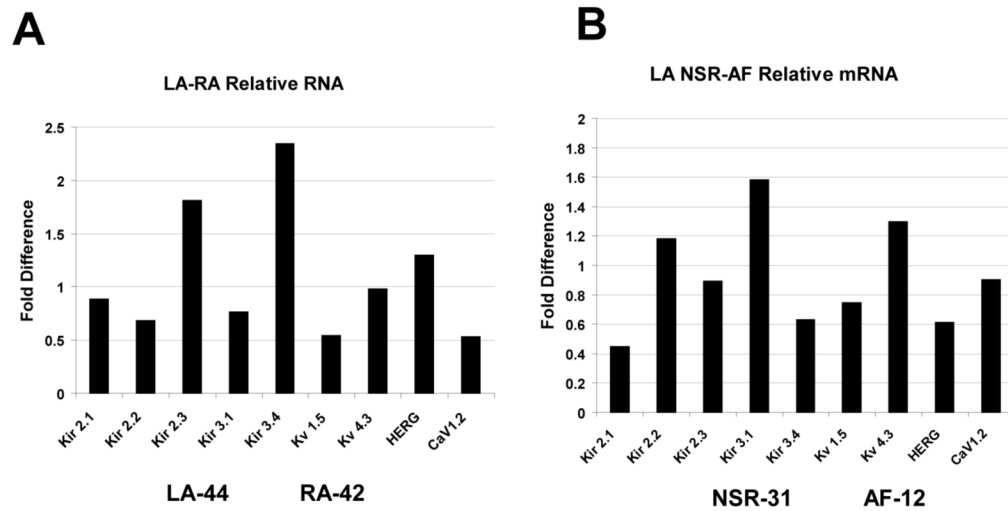 A
LA-RA Relative RNA
Fold Difference
2.5
2
1.5
1
0.5
0
Kir 2.1
Kir 2.2
Kir 2.3
Kir 3.1
Kir 3.4
Kv 1.5
Kv 4.3
HERG
CaV1.2
LA-44 RA-42
B
LA NSR-AF Relative mRNA
Fold Difference
2
1.8
1.6
1.4
1.2
1
0.8
0.6
0.4
0.2
0
Kir 2.1
Kir 2.2
Kir 2.3
Kir 3.1
Kir 3.4
Kv 1.5
Kv 4.3
HERG
CaV1.2
NSR-31 AF-12